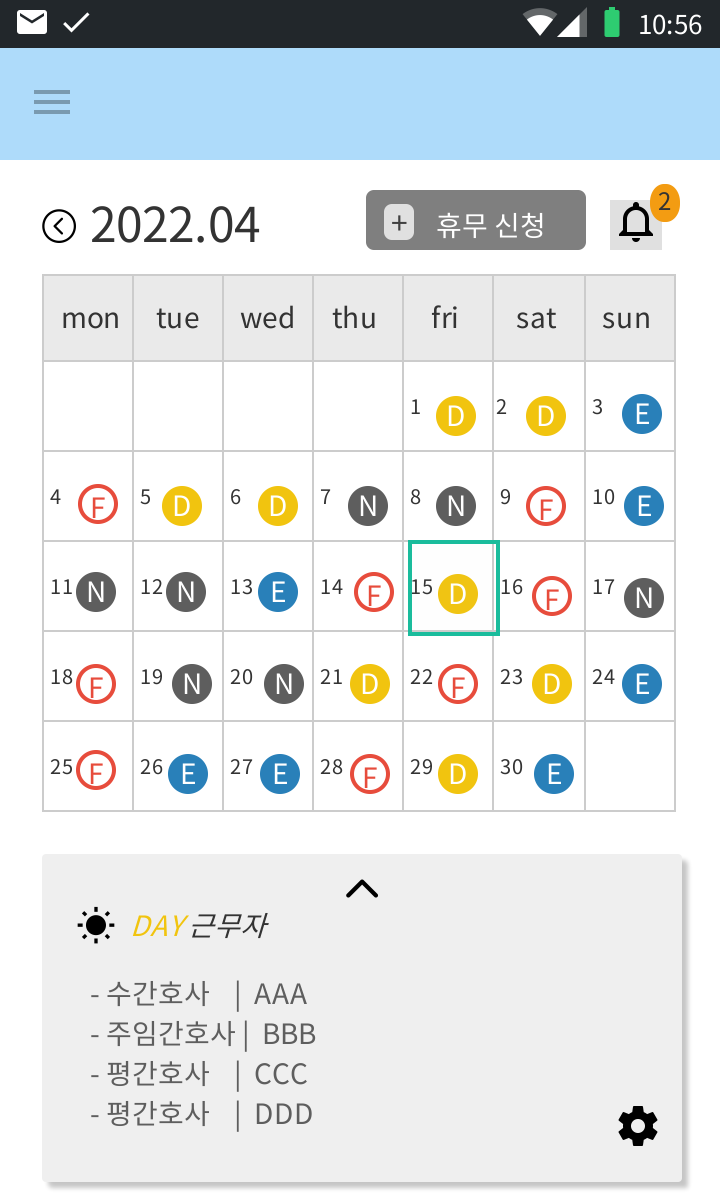 10:56
2022.04 + 휴무 신청 2
mon tue wed thu fri sat sun
1 D 2 D 3 E
4 F 5 D 6 D 7 N 8 N 9 F 10 E
11 N 12 N 13 E 14 F 15 D 16 F 17 N
18 F 19 N 20 N 21 D 22 F 23 D 24 E
25 F 26 E 27 E 28 F 29 D 30 E
DAY 근무자
- 수간호사 | AAA
- 주임간호사 | BBB
- 평간호사 | CCC
- 평간호사 | DDD